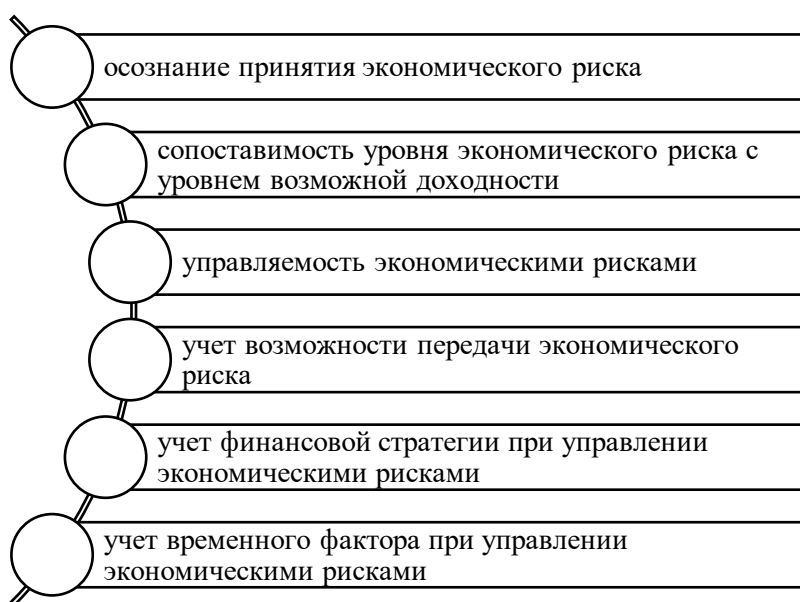 осознание принятия экономического риска
сопоставимость уровня экономического риска с
уровнем возможной доходности
управляемость экономическими рисками
учет возможности передачи экономического
риска
учет финансовой стратегии при управлении
экономическими рисками
учет временного фактора при управлении
экономическими рисками